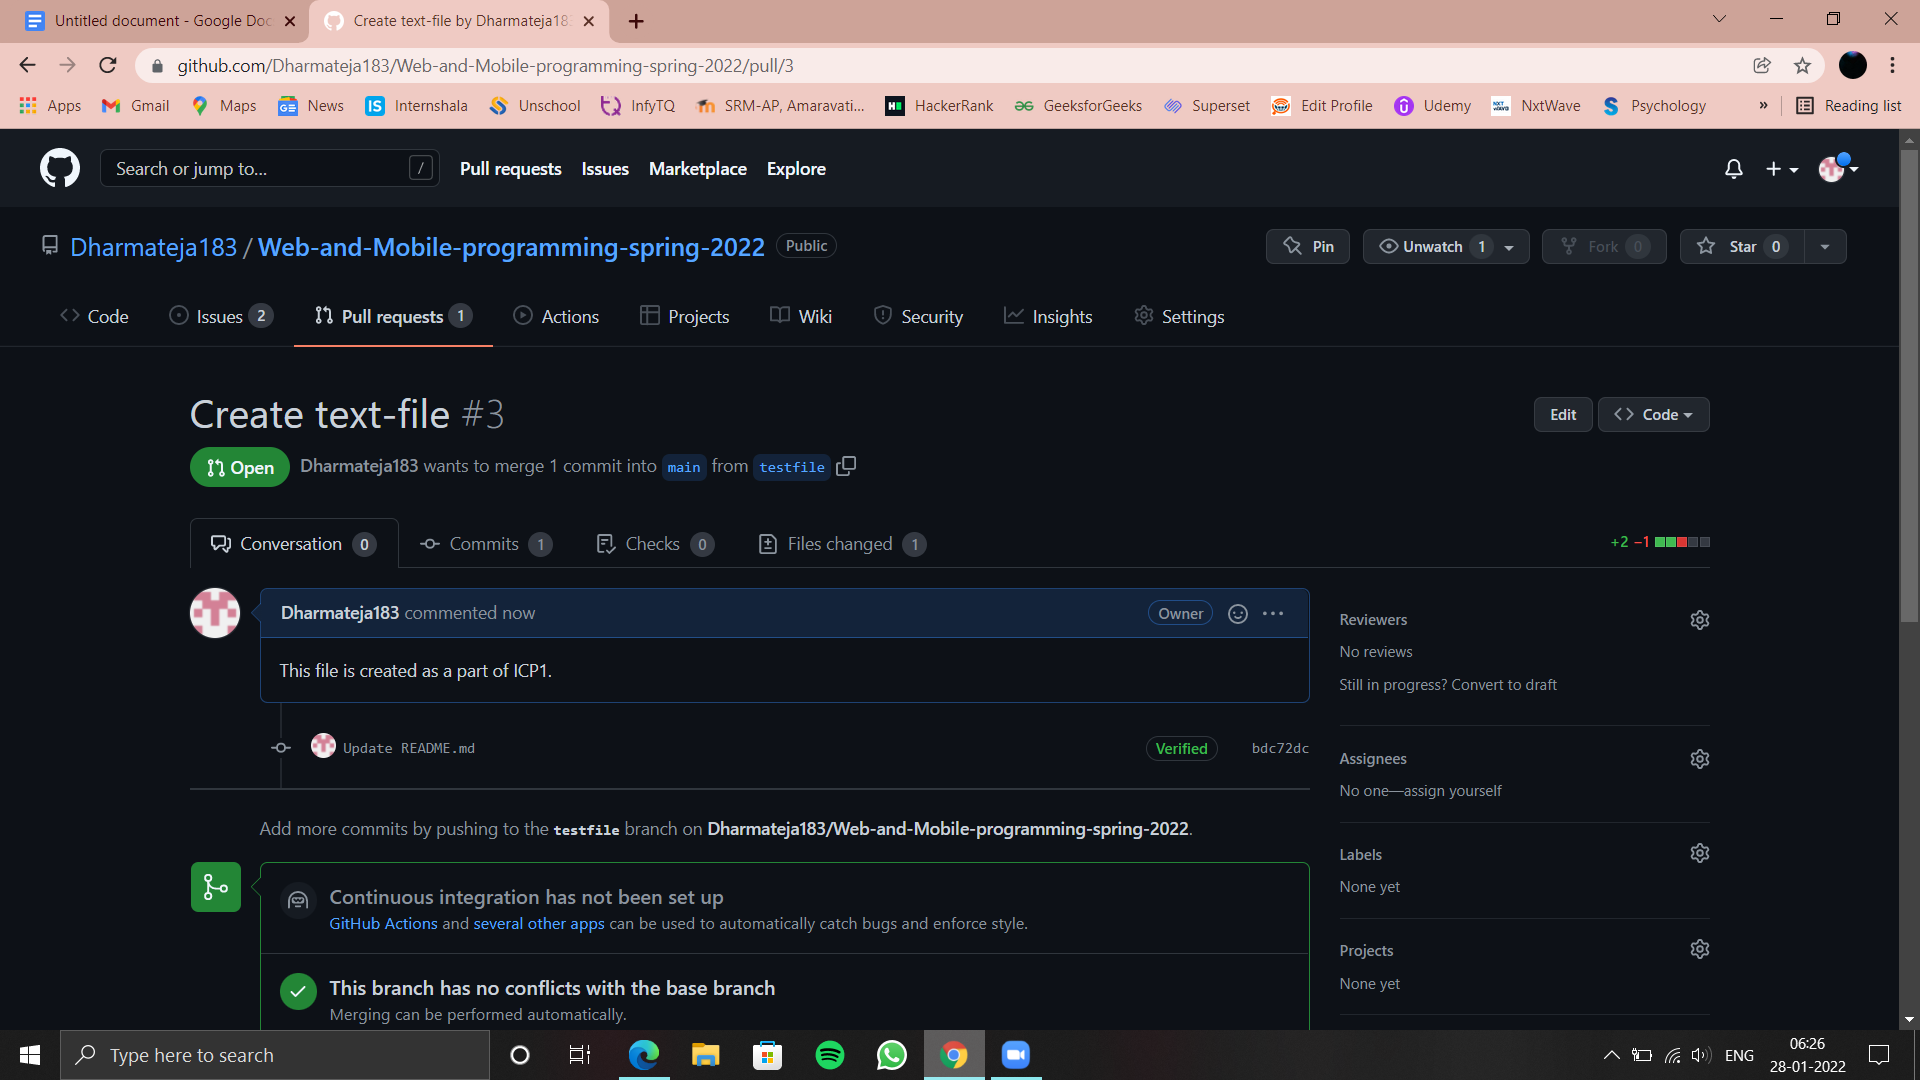 Untitled document - Google Doc
Create text-file by Dharmateja183
github.com/Dharmateja183/Web-and-Mobile-programming-spring-2022/pull/3
Apps Gmail Maps News Internshala Unschool InfyTQ SRM-AP, Amaravati... HackerRank GeeksforGeeks Superset Edit Profile Udemy NxtWave Psychology » Reading list
Search or jump to... / Pull requests Issues Marketplace Explore
Dharmateja183 / Web-and-Mobile-programming-spring-2022 Public
Pin Unwatch 1 Fork 0 Star 0
Code Issues 2 Pull requests 1 Actions Projects Wiki Security Insights Settings
Create text-file #3
Edit Code
Open Dharmateja183 wants to merge 1 commit into main from testfile
Conversation 0 Commits 1 Checks 0 Files changed 1
+2 −1
Dharmateja183 commented now Owner
This file is created as a part of ICP1.
Update README.md Verified bdc72dc
Add more commits by pushing to the testfile branch on Dharmateja183/Web-and-Mobile-programming-spring-2022.
Continuous integration has not been set up
GitHub Actions and several other apps can be used to automatically catch bugs and enforce style.
This branch has no conflicts with the base branch
Merging can be performed automatically.
Reviewers
No reviews
Still in progress? Convert to draft
Assignees
No one—assign yourself
Labels
None yet
Projects
None yet
Type here to search
ENG
06:26
28-01-2022